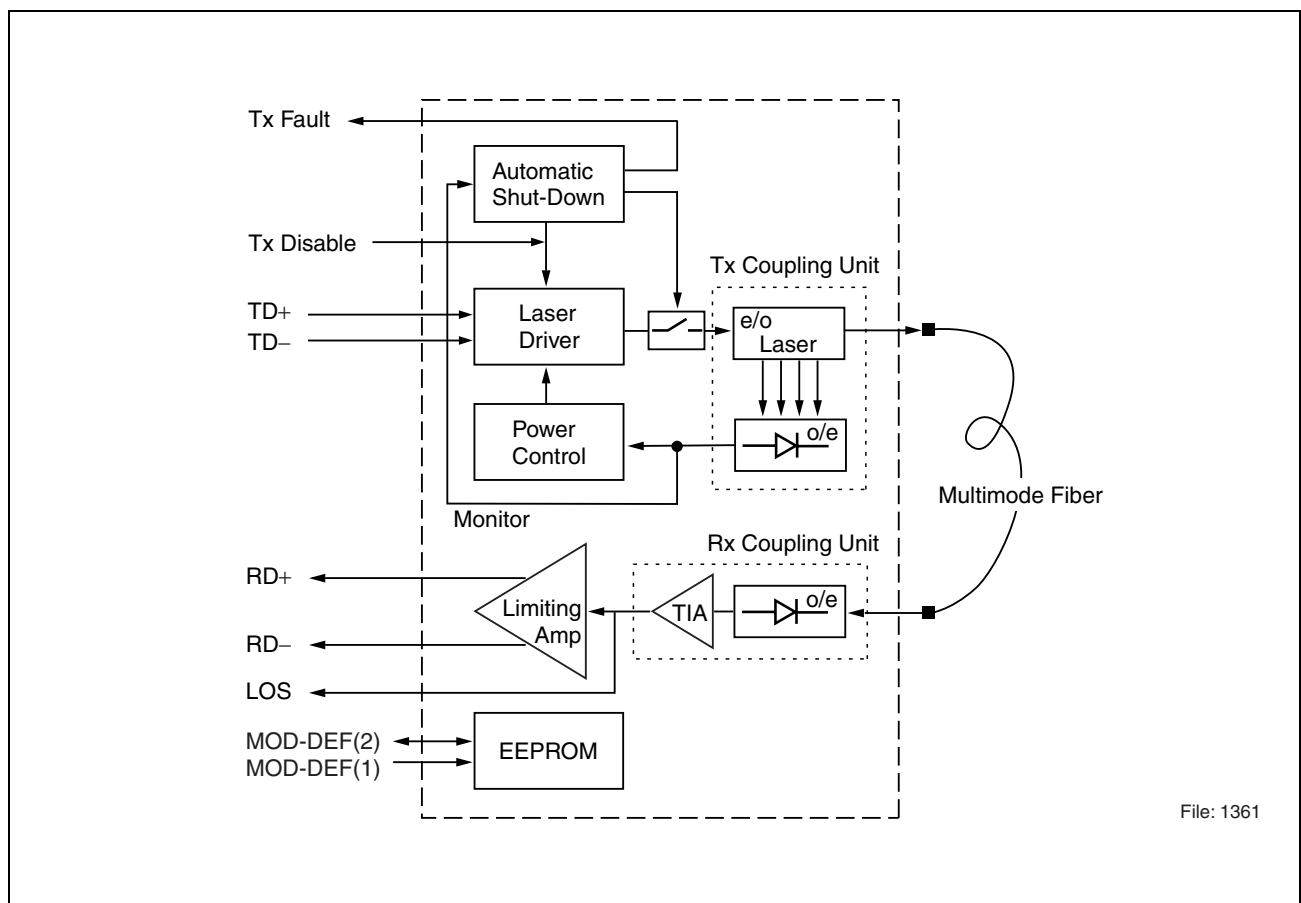 Tx Fault
Automatic
Shut-Down
Tx Disable
Tx Coupling Unit
TD+
TD−
Laser
Driver
e/o
Laser
Power
Control
o/e
Monitor
Multimode Fiber
Rx Coupling Unit
RD+
RD−
Limiting
Amp
TIA
o/e
LOS
MOD-DEF(2)
MOD-DEF(1)
EEPROM
File: 1361